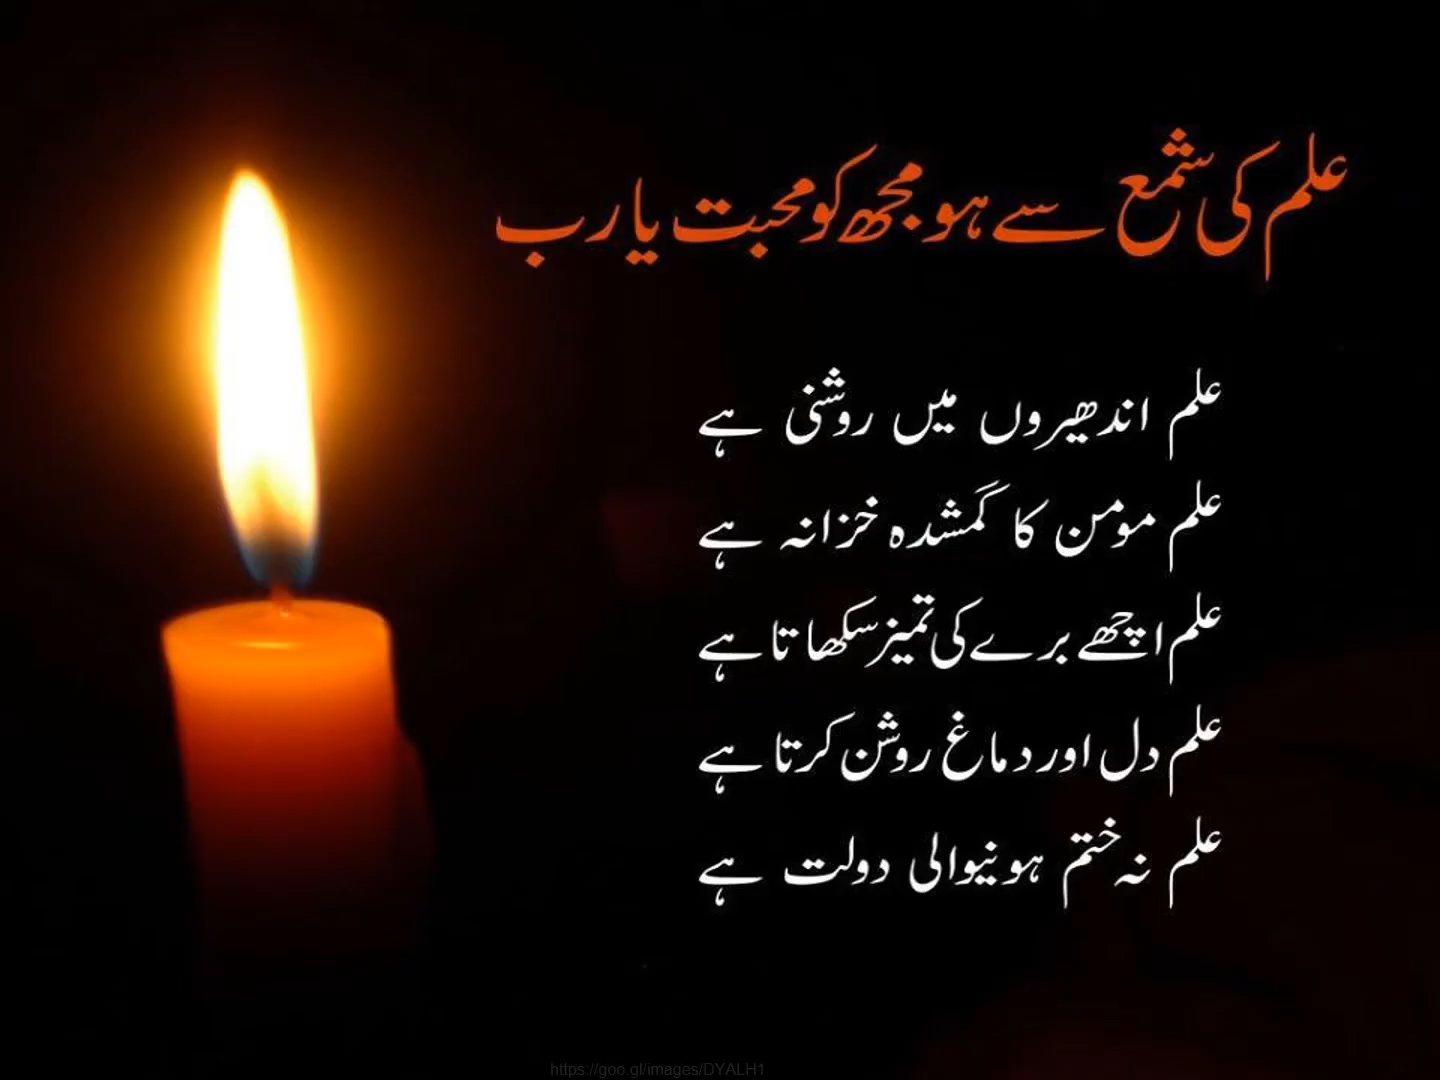 علم کی شمع سے ہو مجھ کو محبت یا رب
علم اندھیروں میں روشنی ہے
علم مومن کا گمشدہ خزانہ ہے
علم اچھے برے کی تمیز سکھاتا ہے
علم دل اور دماغ روشن کرتا ہے
علم نہ ختم ہونیوالی دولت ہے
https://goo.gl/images/DYALH1